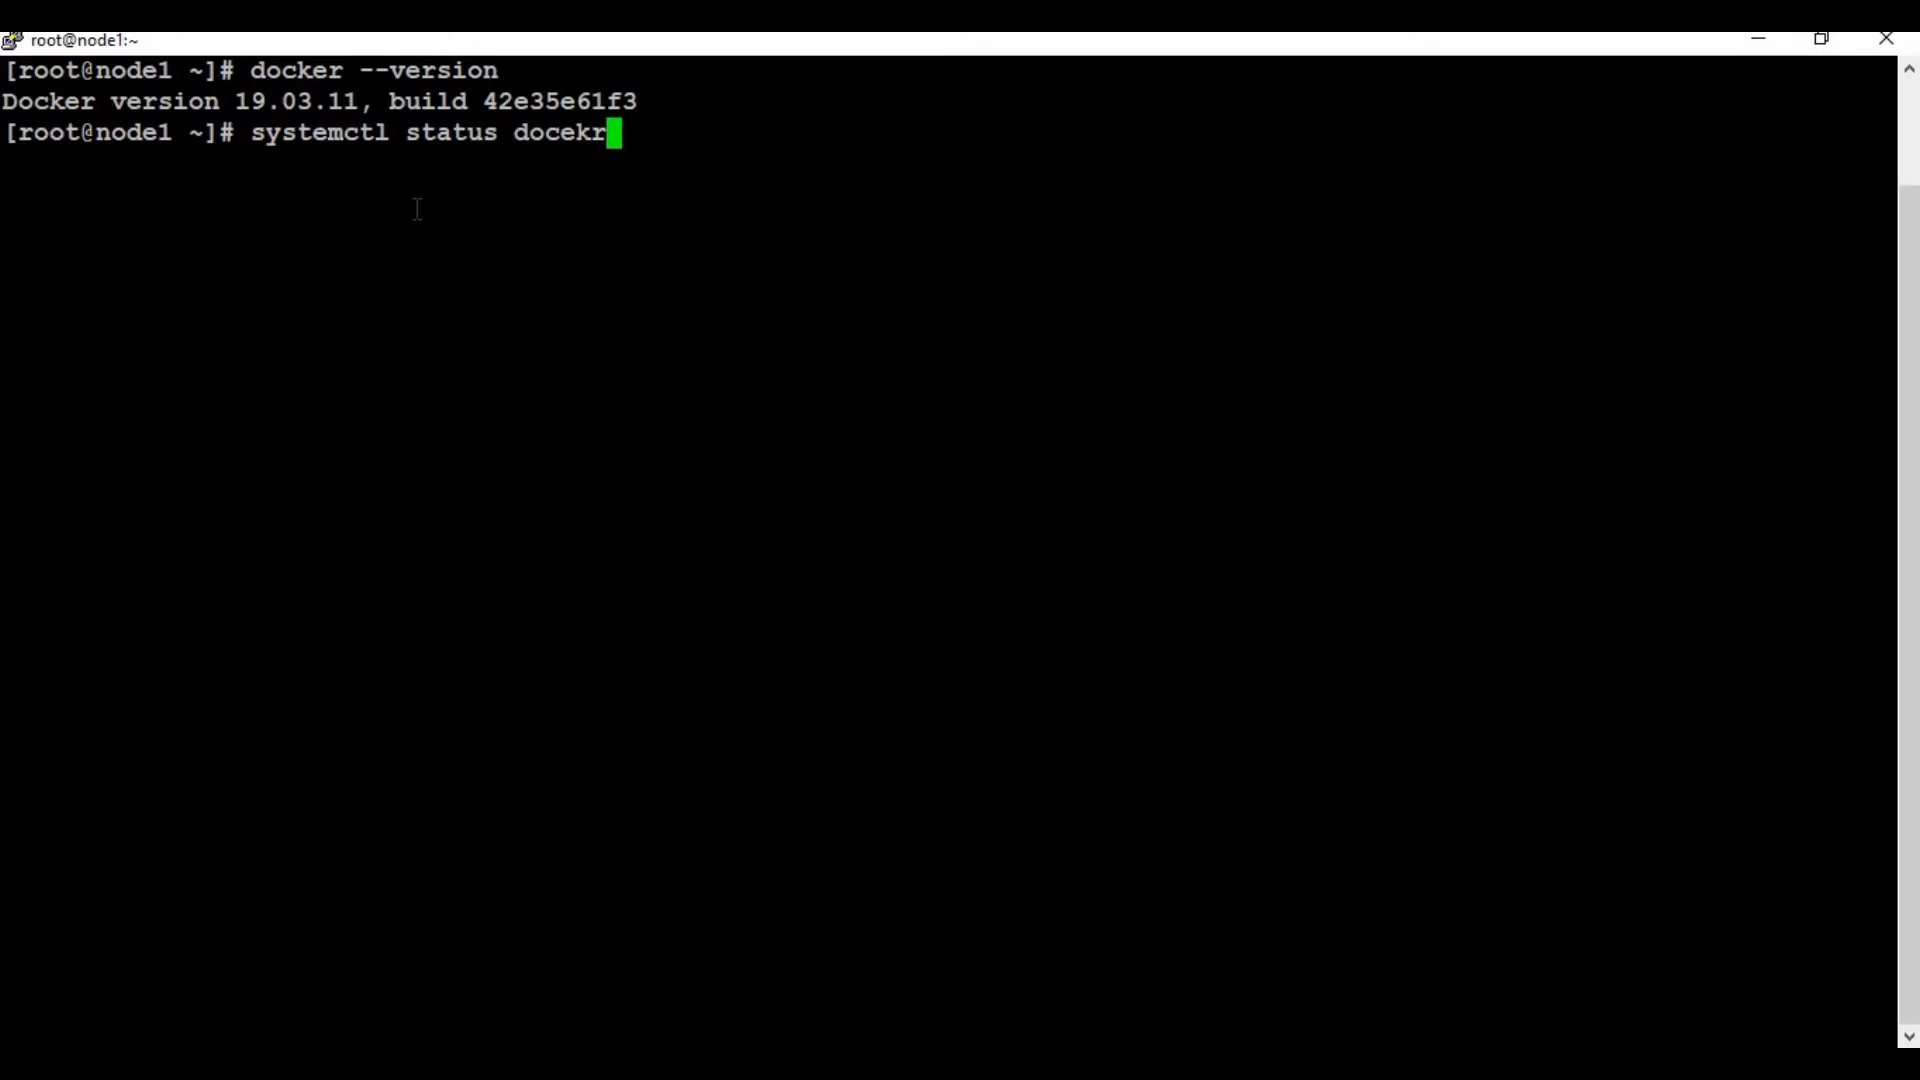 root@node1:~
[root@node1 ~]# docker --version
Docker version 19.03.11, build 42e35e61f3
[root@node1 ~]# systemctl status docekr